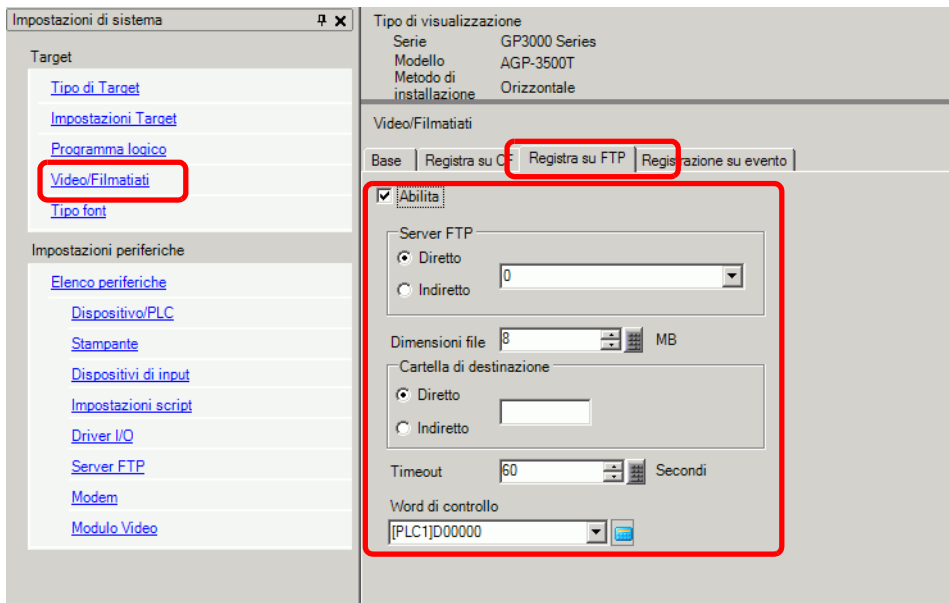 Impostazioni di sistema
Target
Tipo di Target
Impostazioni Target
Programma logico
Video/Filmatiati
Tipo font
Impostazioni periferiche
Elenco periferiche
Dispositivo/PLC
Stampante
Dispositivi di input
Impostazioni script
Driver I/O
Server FTP
Modem
Modulo Video
Tipo di visualizzazione
Serie GP3000 Series
Modello AGP-3500T
Metodo di
installazione Orizzontale
Video/Filmatiati
Base Registra su CF Registra su FTP Registrazione su evento
Abilita
Server FTP
Diretto
0
Indiretto
Dimensioni file 8 MB
Cartella di destinazione
Diretto
Indiretto
Timeout 60 Secondi
Word di controllo
[PLC1]D00000